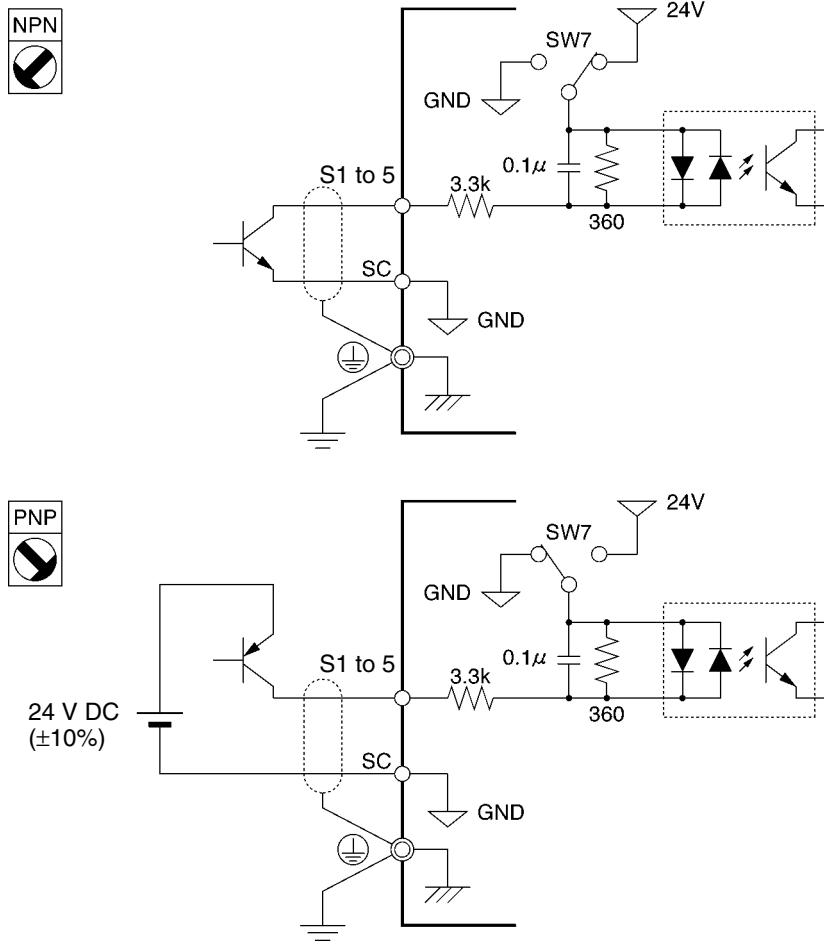 NPN
24V
SW7
GND
0.1μ
S1 to 5
3.3k
360
SC
GND
PNP
24V
SW7
GND
0.1μ
S1 to 5
3.3k
360
24 V DC
(±10%)
SC
GND